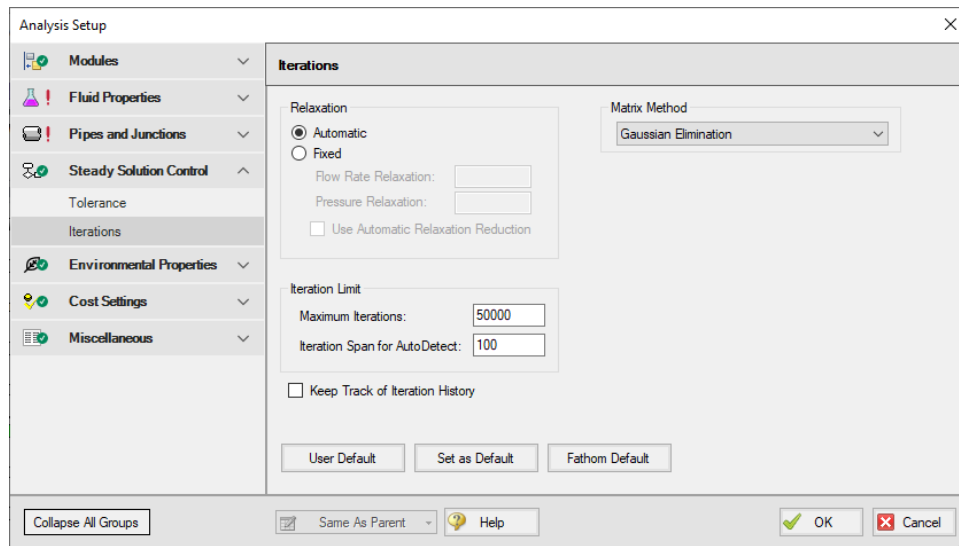 Analysis Setup
Modules
Fluid Properties
Pipes and Junctions
Steady Solution Control
Tolerance
Iterations
Environmental Properties
Cost Settings
Miscellaneous
Iterations
Relaxation
Automatic
Fixed
Flow Rate Relaxation:
Pressure Relaxation:
Use Automatic Relaxation Reduction
Matrix Method
Gaussian Elimination
Iteration Limit
Maximum Iterations: 50000
Iteration Span for AutoDetect: 100
Keep Track of Iteration History
User Default Set as Default Fathom Default
Collapse All Groups Same As Parent Help OK Cancel